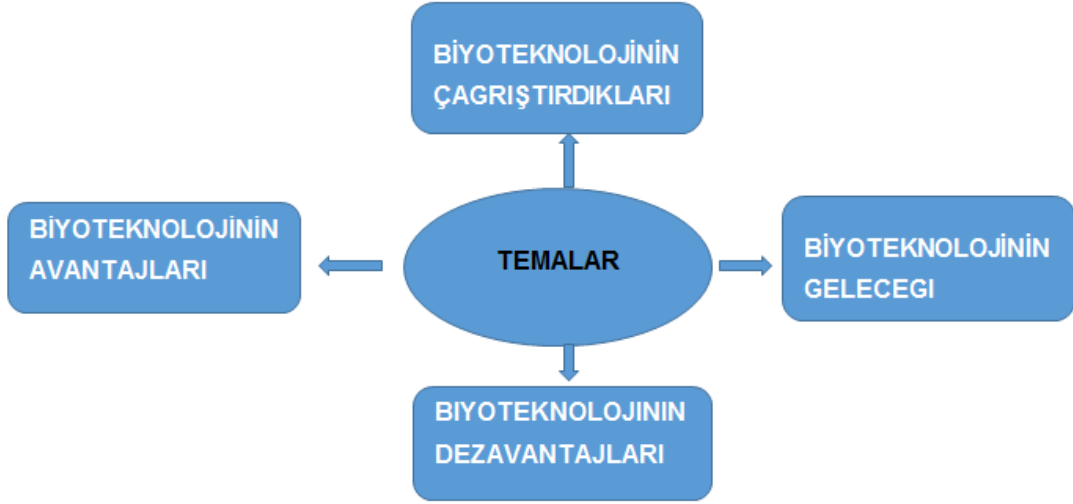 BİYOTEKNOLOJİNİN
ÇAGRIŞTIRDIKLARI
BİYOTEKNOLOJİNİN
AVANTAJLARI
TEMALAR
BİYOTEKNOLOJİNİN
GELECEGI
BIYOTEKNOLOJININ
DEZAVANTAJLARI